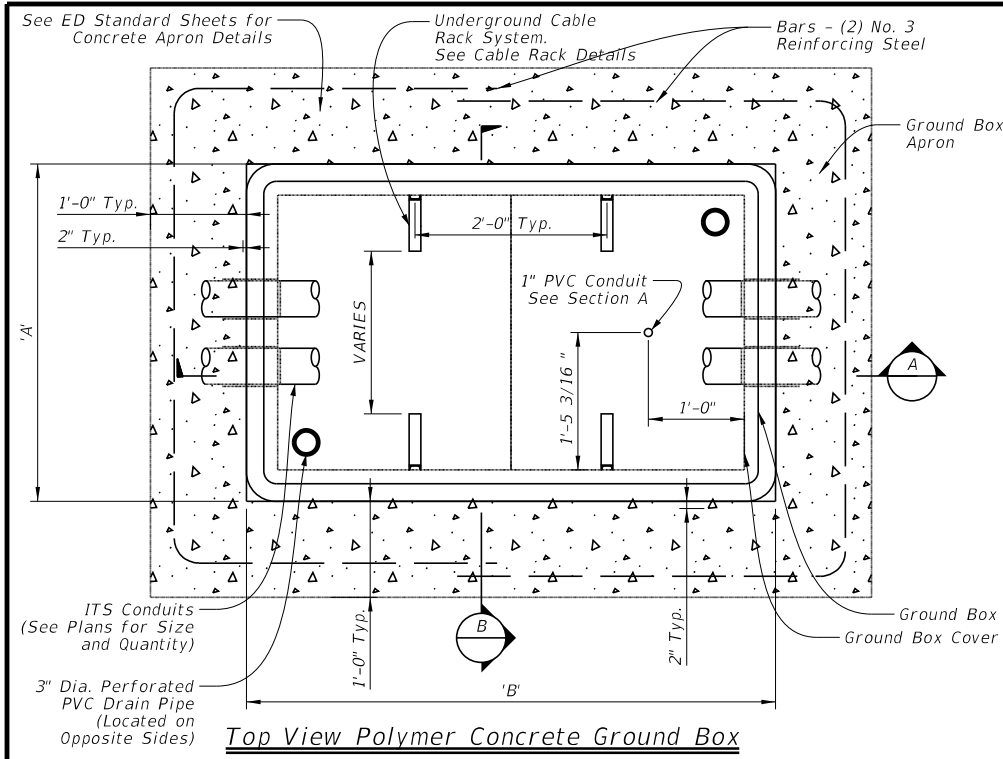 See ED Standard Sheets for
Concrete Apron Details
Underground Cable
Rack System.
See Cable Rack Details
Bars - (2) No. 3
Reinforcing Steel
Ground Box
Apron
1'-0" Typ.
2" Typ.
2'-0" Typ.
1" PVC Conduit
See Section A
'A'
VARIES
1'-5 3/16 "
1'-0"
A
ITS Conduits
(See Plans for Size
and Quantity)
1'-0" Typ.
B
2" Typ.
Ground Box
Ground Box Cover
3" Dia. Perforated
PVC Drain Pipe
(Located on
Opposite Sides)
'B'
Top View Polymer Concrete Ground Box